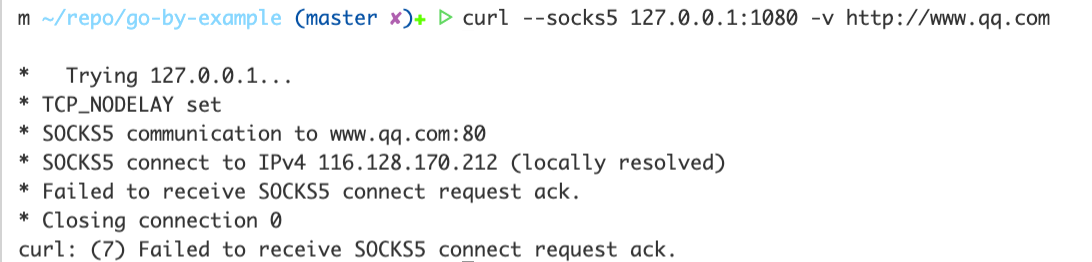 m ~/repo/go-by-example (master ✘)✚ ▷ curl --socks5 127.0.0.1:1080 -v http://www.qq.com
*   Trying 127.0.0.1...
* TCP_NODELAY set
* SOCKS5 communication to www.qq.com:80
* SOCKS5 connect to IPv4 116.128.170.212 (locally resolved)
* Failed to receive SOCKS5 connect request ack.
* Closing connection 0
curl: (7) Failed to receive SOCKS5 connect request ack.